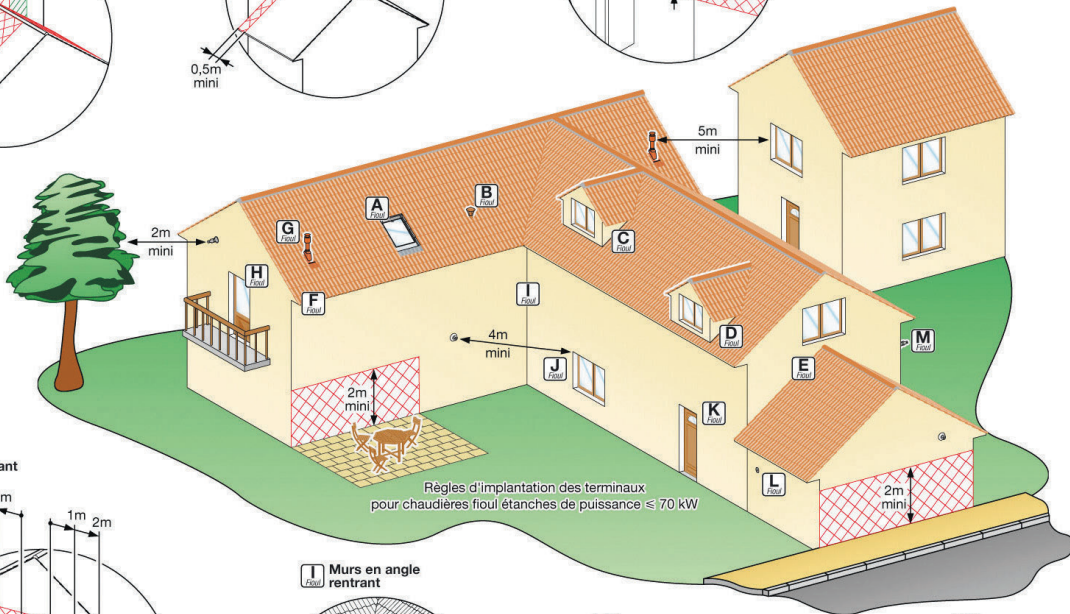 0,5m
mini
5m
mini
B
Fioul
A
Fioul
G
Fioul
C
Fioul
2m
mini
H
Fioul
F
Fioul
I
Fioul
D
Fioul
4m
mini
M
Fioul
J
Fioul
E
Fioul
2m
mini
K
Fioul
L
Fioul
2m
mini
Règles d'implantation des terminaux
pour chaudières fioul étanches de puissance ⩽ 70 kW
1m
2m
I
Fioul
Murs en angle
rentrant